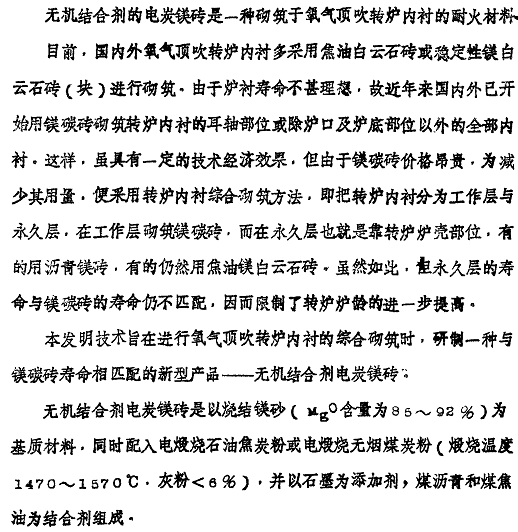 无机结合剂的电炭镁砖是一种砌筑于氧气顶吹转炉内衬的耐火材料.
目前，国内外氧气顶吹转炉内衬多采用焦油白云石砖或稳定性镁白
云石砖(块)进行砌筑。由于炉衬寿命不甚理想，故近年来国内外已开
始用镁碳砖砌筑转炉内衬的耳轴部位或除炉口及炉底部位以外的全部内
衬。这样，虽具有一定的技术经济效果，但由于镁碳砖价格昂贵，为减
少其用量，便采用转炉内衬综合砌筑方法，即把转炉内衬分为工作层与
永久层，在工作层砌筑镁碳砖，而在永久层也就是靠转炉炉壳部位，有
的用沥青镁砖，有的仍然用焦油镁白云石砖。虽然如此，但永久层的寿
命与镁碳砖的寿命仍不匹配，因而限制了转炉炉龄的进一步提高。
本发明技术旨在进行氧气顶吹转炉内衬的综合砌筑时，研制一种与
镁碳砖寿命相匹配的新型产品——无机结合剂电炭镁砖。
无机结合剂电炭镁砖是以烧结镁砂(MgO含量为85～92%)为
基质材料，同时配入电煅烧石油焦炭粉或电煅烧无烟煤炭粉(煅烧温度
1470～1570℃．灰粉<6%)，并以石墨为添加剂，煤沥青和煤焦
油为结合剂组成。